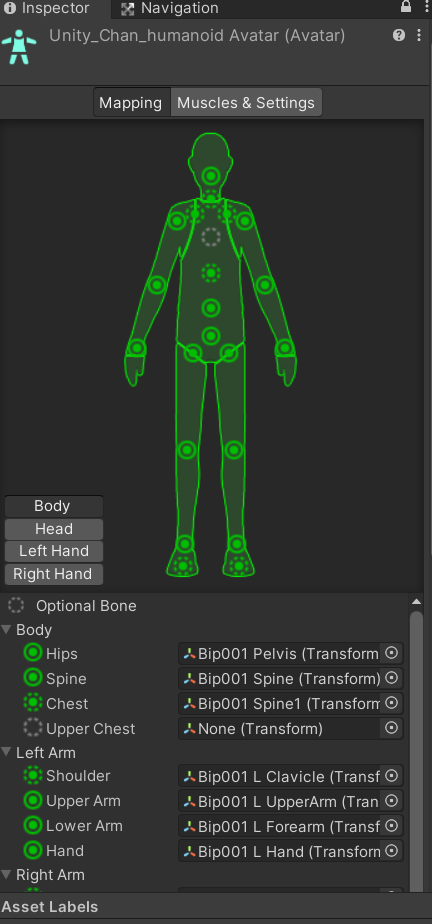 Inspector
Navigation
Unity_Chan_humanoid Avatar (Avatar)
Mapping
Muscles & Settings
Body
Head
Left Hand
Right Hand
Optional Bone
Body
Hips
Bip001 Pelvis (Transform
Spine
Bip001 Spine (Transform)
Chest
Bip001 Spine1 (Transform
Upper Chest
None (Transform)
Left Arm
Shoulder
Bip001 L Clavicle (Transf
Upper Arm
Bip001 L UpperArm (Tran
Lower Arm
Bip001 L Forearm (Transf
Hand
Bip001 L Hand (Transform
Right Arm
Asset Labels